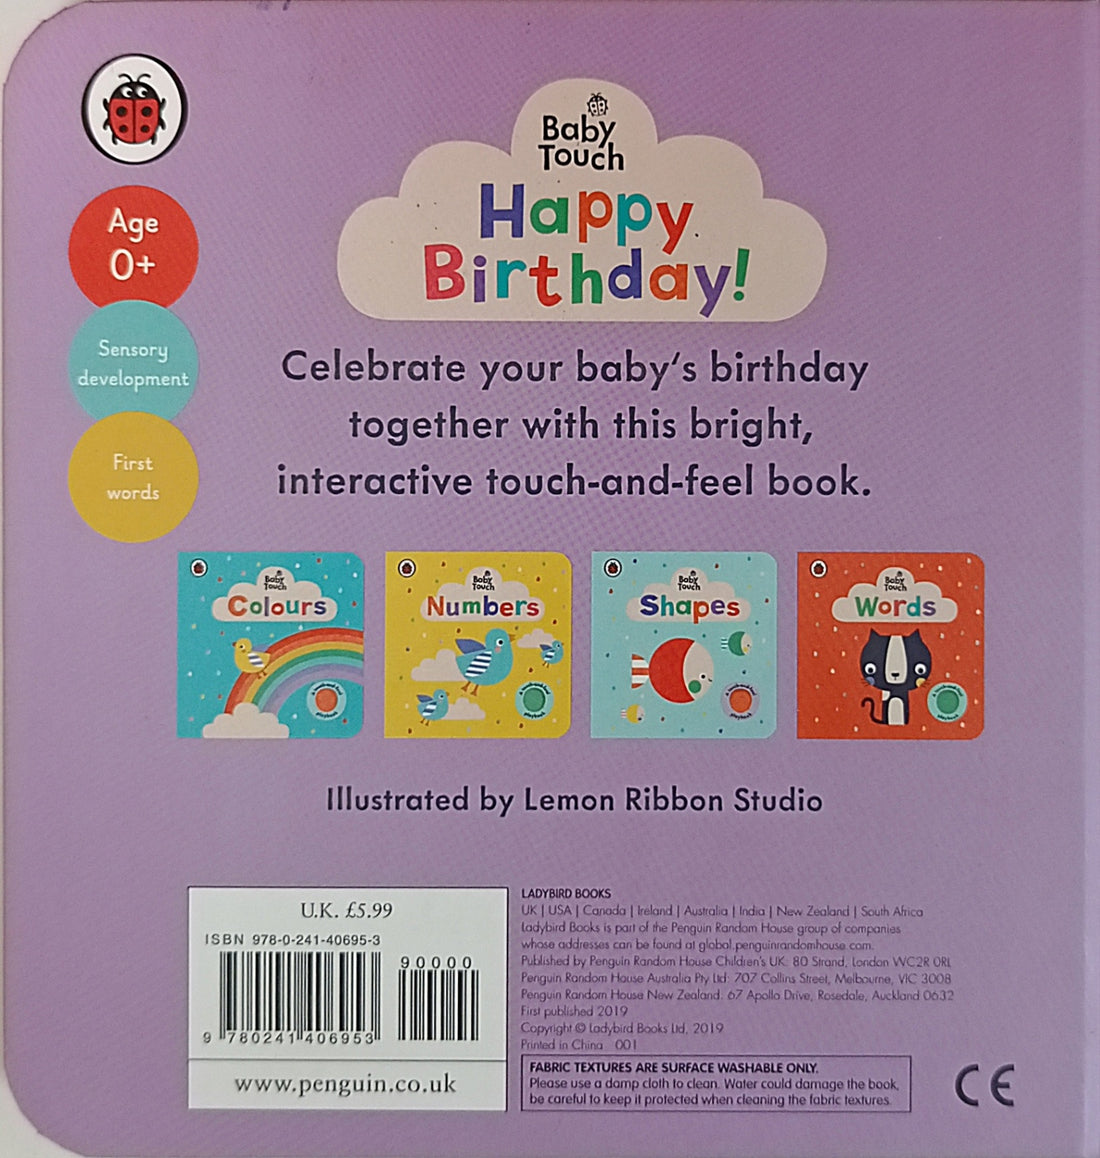 Baby
Touch
Happy
Birthday!
Age
0+
Sensory
development
First
words
Celebrate your baby's birthday
together with this bright,
interactive touch-and-feel book.
Baby
Touch
Colours
Baby
Touch
Numbers
Baby
Touch
Shapes
Baby
Touch
Words
Illustrated by Lemon Ribbon Studio
U.K. £5.99
ISBN 978-0-241-40695-3
90000
9 780241 406953
www.penguin.co.uk
LADYBIRD BOOKS
UK | USA | Canada | Ireland | Australia | India | New Zealand | South Africa
Ladybird Books is part of the Penguin Random House group of companies
whose addresses can be found at global.penguinrandomhouse.com.
Published by Penguin Random House Children's UK: 80 Strand, London WC2R 0RL
Penguin Random House Australia Pty Ltd: 707 Collins Street, Melbourne, VIC 3008
Penguin Random House New Zealand: 67 Apollo Drive, Rosedale, Auckland 0632
First published 2019
Copyright © Ladybird Books Ltd, 2019
Printed in China 001
FABRIC TEXTURES ARE SURFACE WASHABLE ONLY.
Please use a damp cloth to clean. Water could damage the book,
be careful to keep it protected when cleaning the fabric textures.
CE